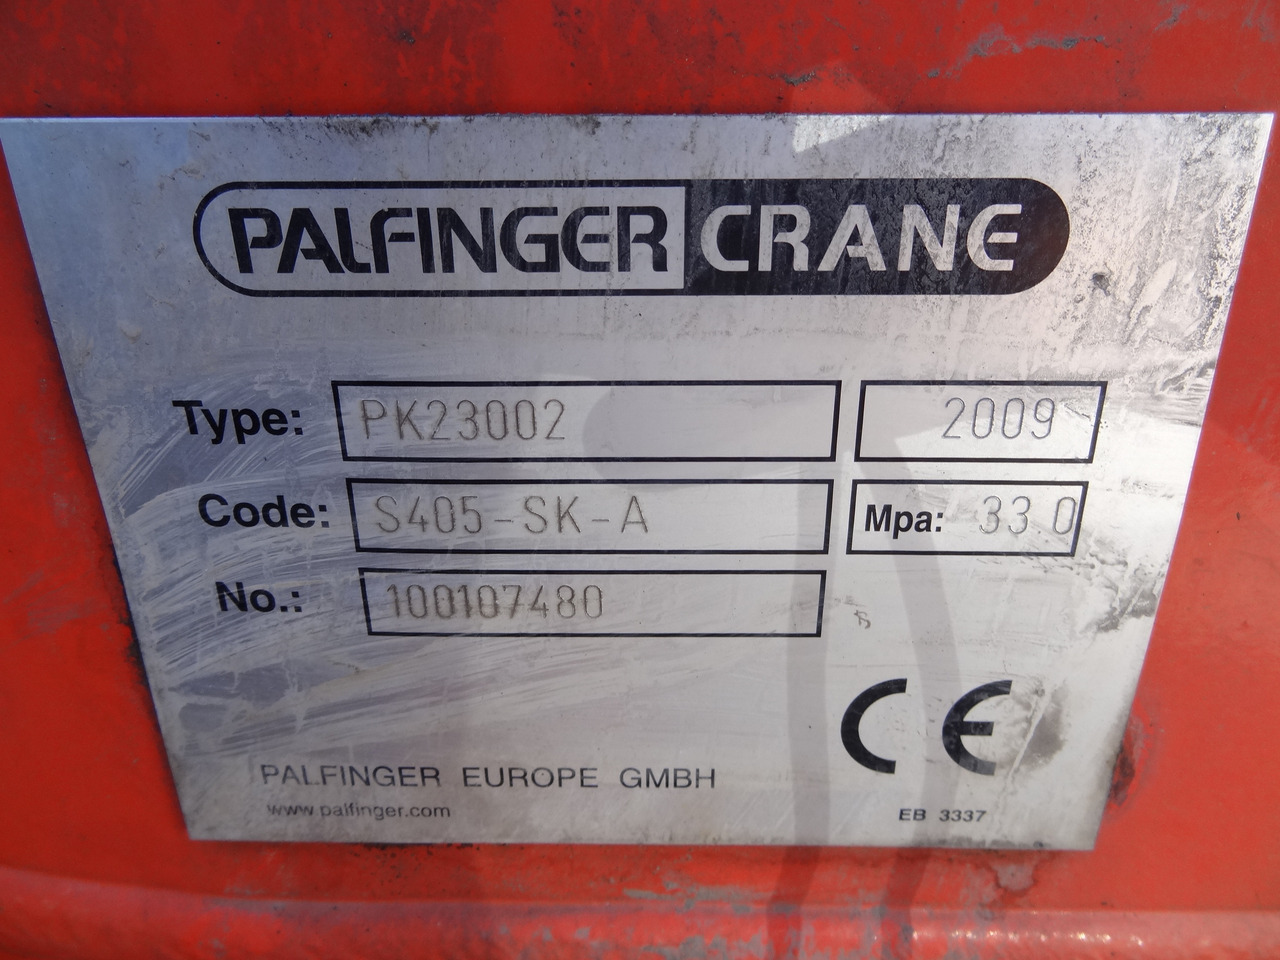 PALFINGER CRANE
Type: PK23002 2009
Code: S405-SK-A Mpa: 33.0
No.: 100107480
CE
PALFINGER EUROPE GMBH
www.palfinger.com EB 3337